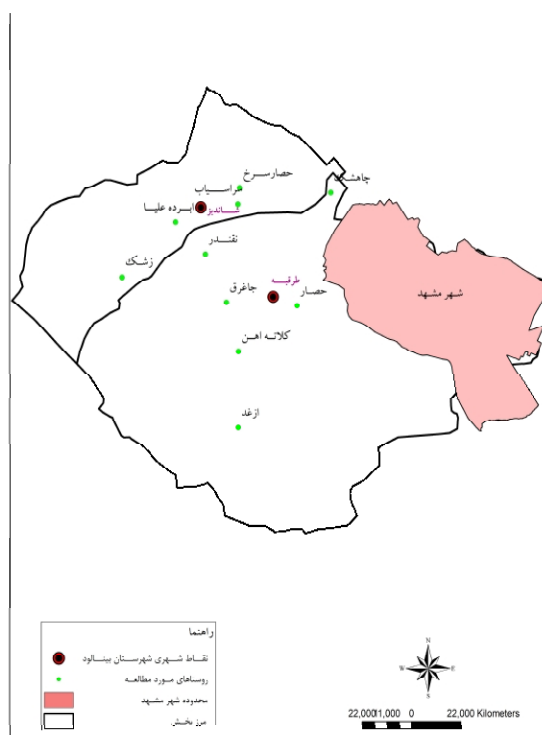 حصارسرخ
سراسیاب
چاهشک
شاندیز
ابرده علیا
نقندر
زشک
طرقبه
شهر مشهد
جاغرق
حصار
کلاته اهن
ازغد
راهنما
نقاط شهری شهرستان بینالود
روستاهای مورد مطالعه
محدوده شهر مشهد
مرز بخش
N
W
E
S
22,000 11,000 0 22,000 Kilometers